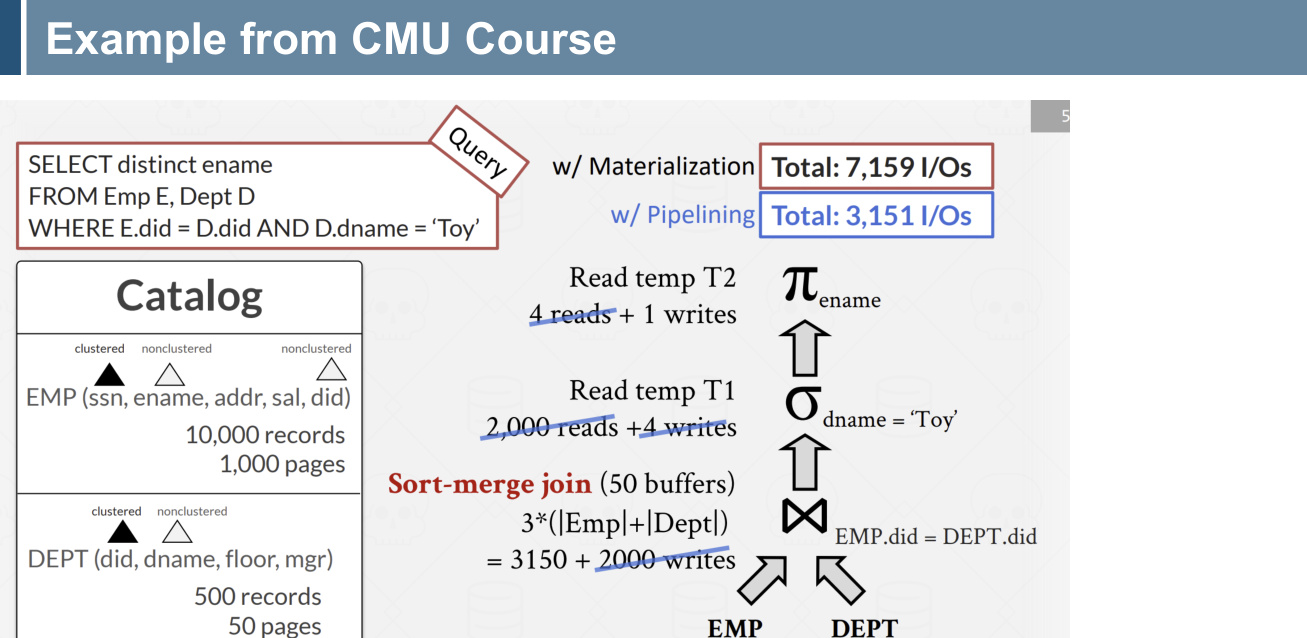 Example from CMU Course
5
Query
SELECT distinct ename
FROM Emp E, Dept D
WHERE E.did = D.did AND D.dname = ‘Toy’
w/ Materialization Total: 7,159 I/Os
w/ Pipelining Total: 3,151 I/Os
Catalog
clustered nonclustered nonclustered
EMP (ssn, ename, addr, sal, did)
10,000 records
1,000 pages
clustered nonclustered
DEPT (did, dname, floor, mgr)
500 records
50 pages
Read temp T2
4 reads + 1 writes
π ename
Read temp T1
2,000 reads +4 writes
σ dname = ‘Toy’
Sort-merge join (50 buffers)
3*(|Emp|+|Dept|)
= 3150 + 2000 writes
⋈ EMP.did = DEPT.did
EMP DEPT